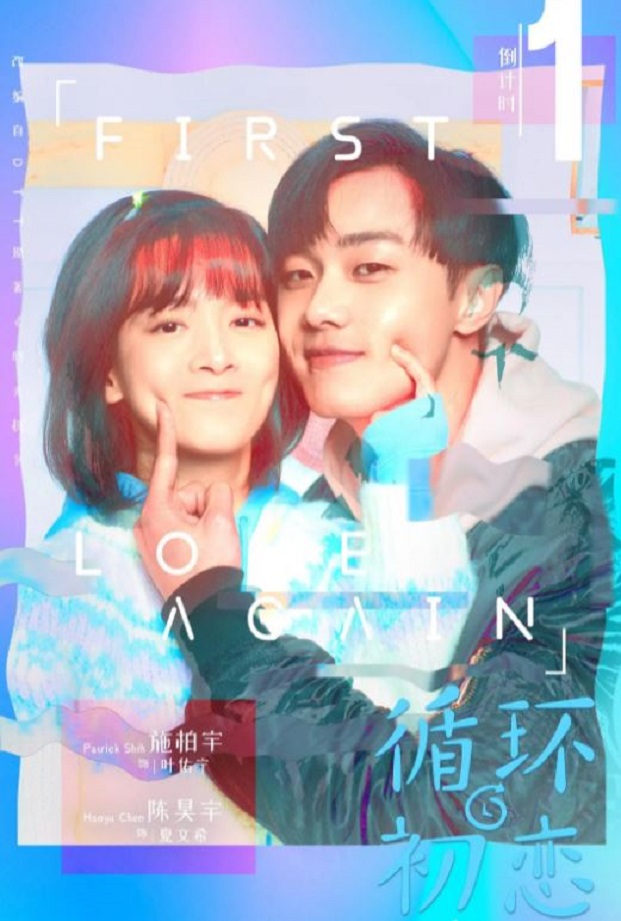 倒计时
1
「FIRST
LOVE
AGAIN」
Patrick Shih 施柏宇
饰 | 叶佑宁
Haoyu Chen 陈昊宇
饰 | 夏文希
循环
初恋